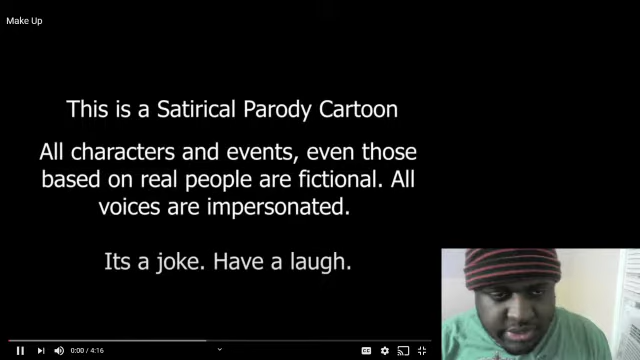 Make Up
This is a Satirical Parody Cartoon
All characters and events, even those
based on real people are fictional. All
voices are impersonated.
Its a joke. Have a laugh.
0:00 / 4:16
CC